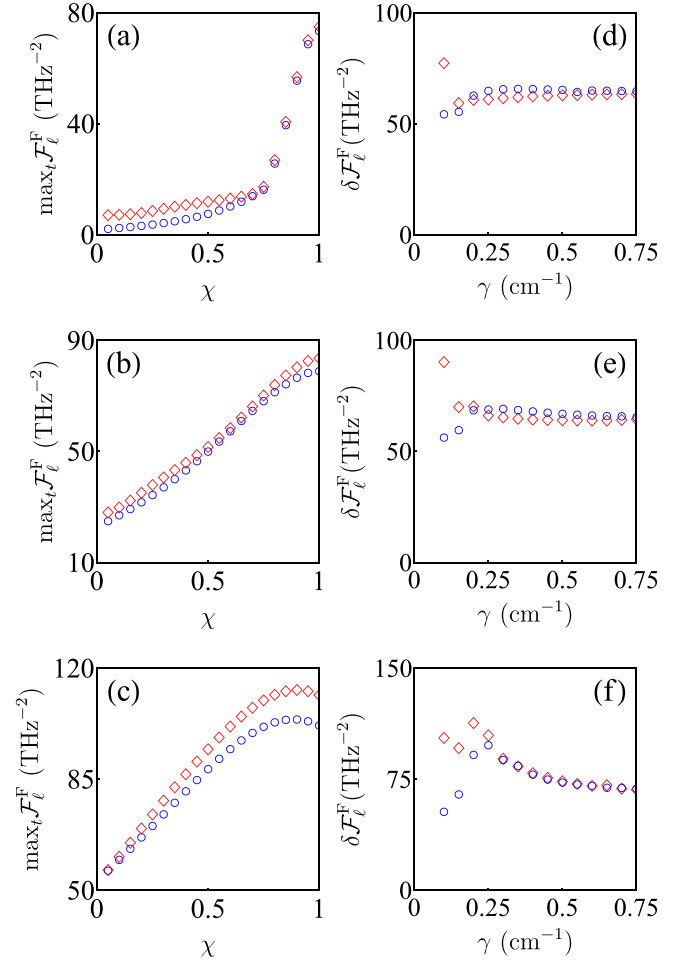 (a)
80
40
0
max_t 𝓕_ℓ^F (THz^−2)
0 0.5 1
χ
(d)
100
50
0
δ𝓕_ℓ^F(THz^−2)
0 0.25 0.5 0.75
γ (cm^−1)
(b)
90
50
10
max_t 𝓕_ℓ^F (THz^−2)
0 0.5 1
χ
(e)
100
50
0
δ𝓕_ℓ^F(THz^−2)
0 0.25 0.5 0.75
γ (cm^−1)
(c)
120
85
50
max_t 𝓕_ℓ^F (THz^−2)
0 0.5 1
χ
(f)
150
75
0
δ𝓕_ℓ^F(THz^−2)
0 0.25 0.5 0.75
γ (cm^−1)